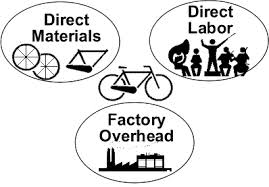 Direct
Materials
Direct
Labor
Factory
Overhead